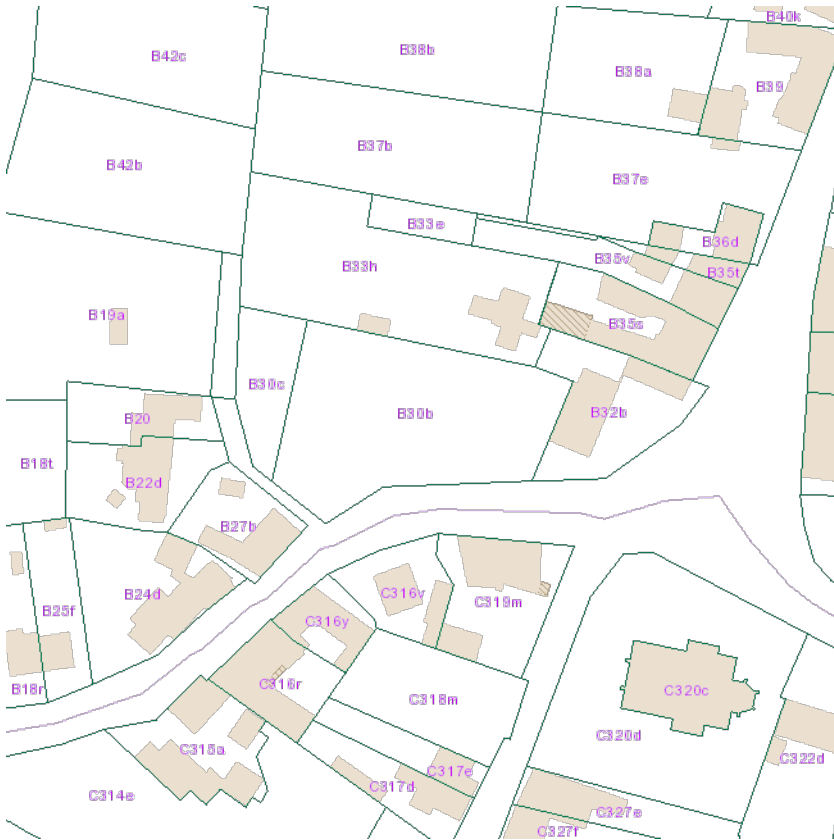 B40k
B42c
B38b
B38a
B39
B37b
B42b
B37e
B33e
B36d
B35v
B33h
B35t
B19a
B35s
B30c
B32b
B20
B30b
B18t
B22d
B27b
B24d
C316v
C319m
B25f
C316y
C316r
B18r
C320c
C318m
C320d
C315a
C322d
C317e
C317d
C314e
C327e
C327f